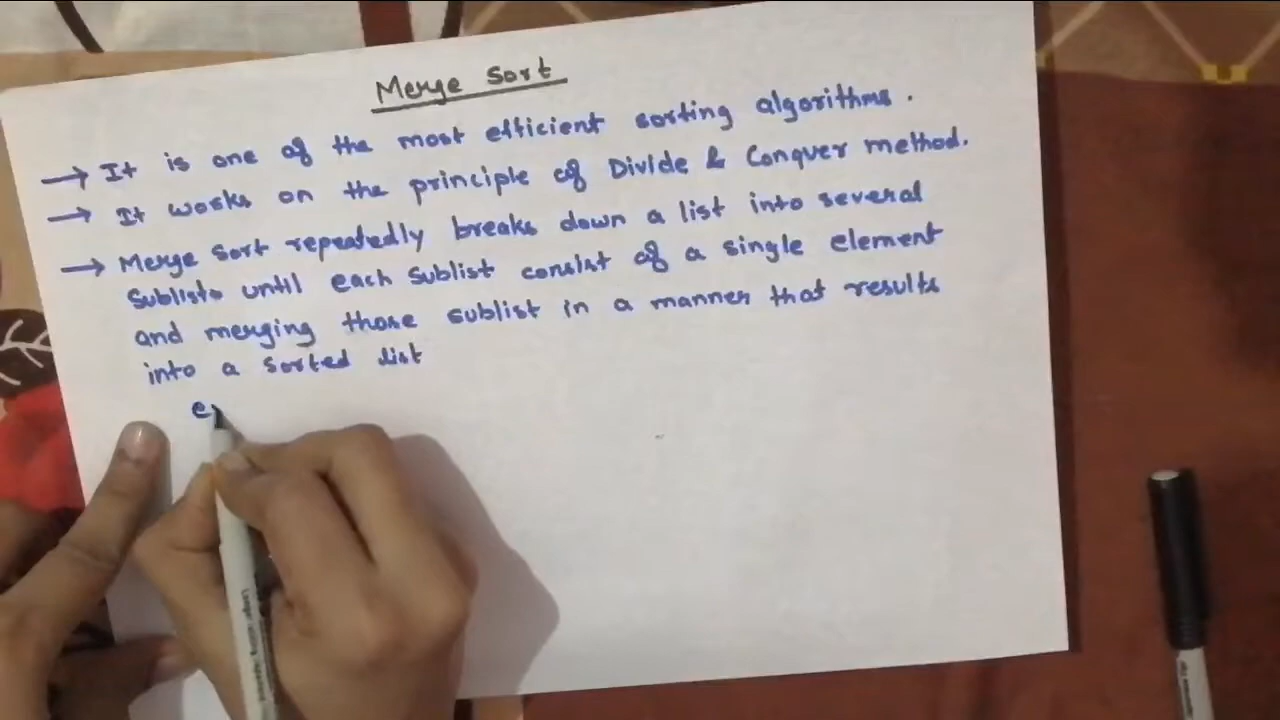 Merge Sort
→ It is one of the most efficient sorting algorithms.
→ It works on the principle of Divide & Conquer method.
→ Merge Sort repeatedly breaks down a list into several
Sublists until each sublist consist of a single element
and merging those sublist in a manner that results
into a sorted list